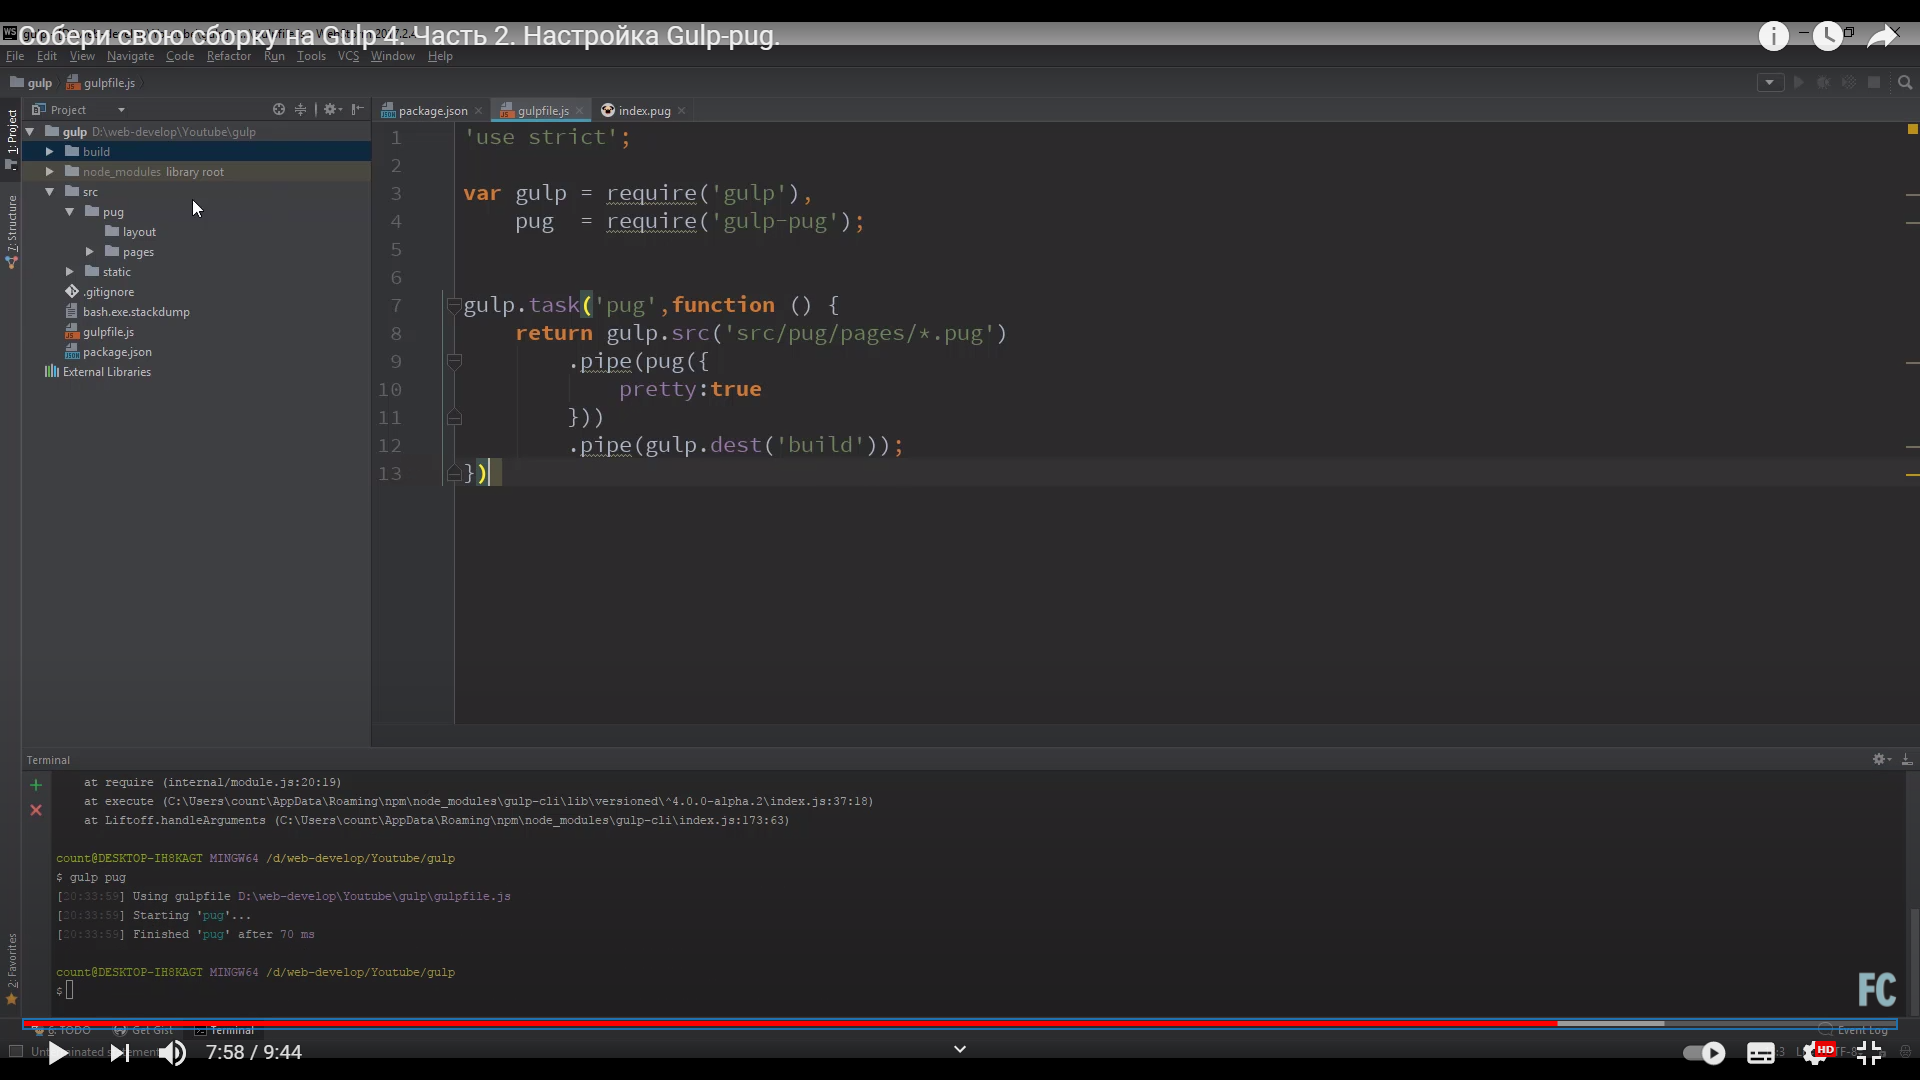 Собери свою сборку на Gulp 4. Часть 2. Настройка Gulp-pug.
File Edit View Navigate Code Refactor Run Tools VCS Window Help
gulp gulpfile.js
Project
package.json gulpfile.js index.pug
1: Project
7: Structure
2: Favorites
gulp D:\web-develop\Youtube\gulp
build
node_modules library root
src
pug
layout
pages
static
.gitignore
bash.exe.stackdump
gulpfile.js
package.json
External Libraries
1 'use strict';
2
3 var gulp = require('gulp'),
4 pug = require('gulp-pug');
5
6
7 gulp.task('pug',function () {
8 return gulp.src('src/pug/pages/*.pug')
9 .pipe(pug({
10 pretty:true
11 }))
12 .pipe(gulp.dest('build'));
13 })
Terminal
at require (internal/module.js:20:19)
at execute (C:\Users\count\AppData\Roaming\npm\node_modules\gulp-cli\lib\versioned\^4.0.0-alpha.2\index.js:37:18)
at Liftoff.handleArguments (C:\Users\count\AppData\Roaming\npm\node_modules\gulp-cli\index.js:173:63)
count@DESKTOP-IH8KAGT MINGW64 /d/web-develop/Youtube/gulp
$ gulp pug
[20:33:59] Using gulpfile D:\web-develop\Youtube\gulp\gulpfile.js
[20:33:59] Starting 'pug'...
[20:33:59] Finished 'pug' after 70 ms
count@DESKTOP-IH8KAGT MINGW64 /d/web-develop/Youtube/gulp
$
FC
6: TODO Get Gist Terminal Event Log
7:58 / 9:44
HD